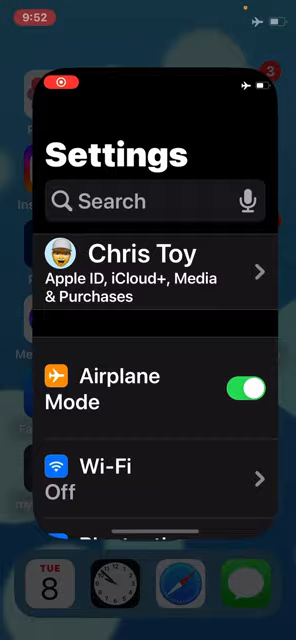 9:52
3
Settings
Search
Chris Toy
Apple ID, iCloud+, Media
& Purchases
Airplane
Mode
Wi-Fi
Off
TUE
8